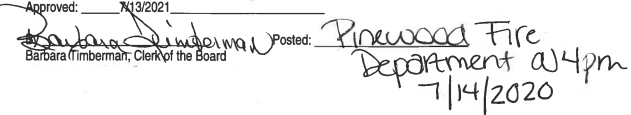 Approved: 7/13/2021
Barbara Timberman Posted: Pinewood Fire
Barbara Timberman, Clerk of the Board
Department @ 4pm
7/14/2020